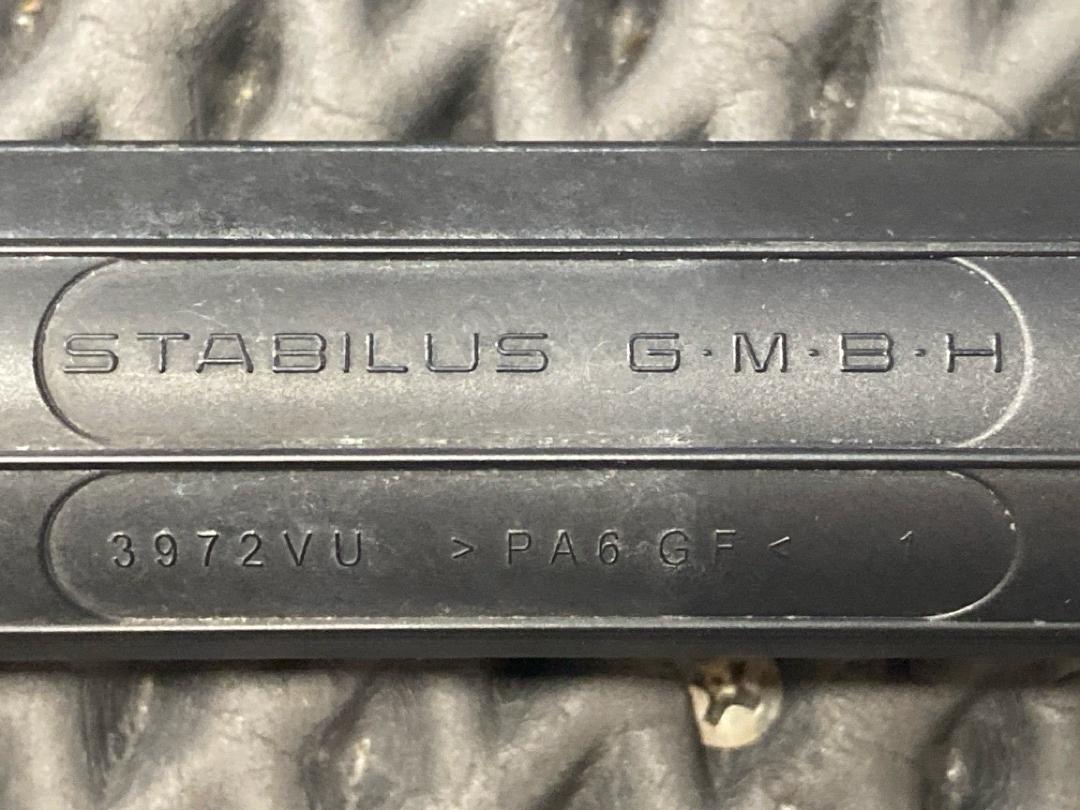 STABILUS G·M·B·H
3972VU >PA6 GF< 1